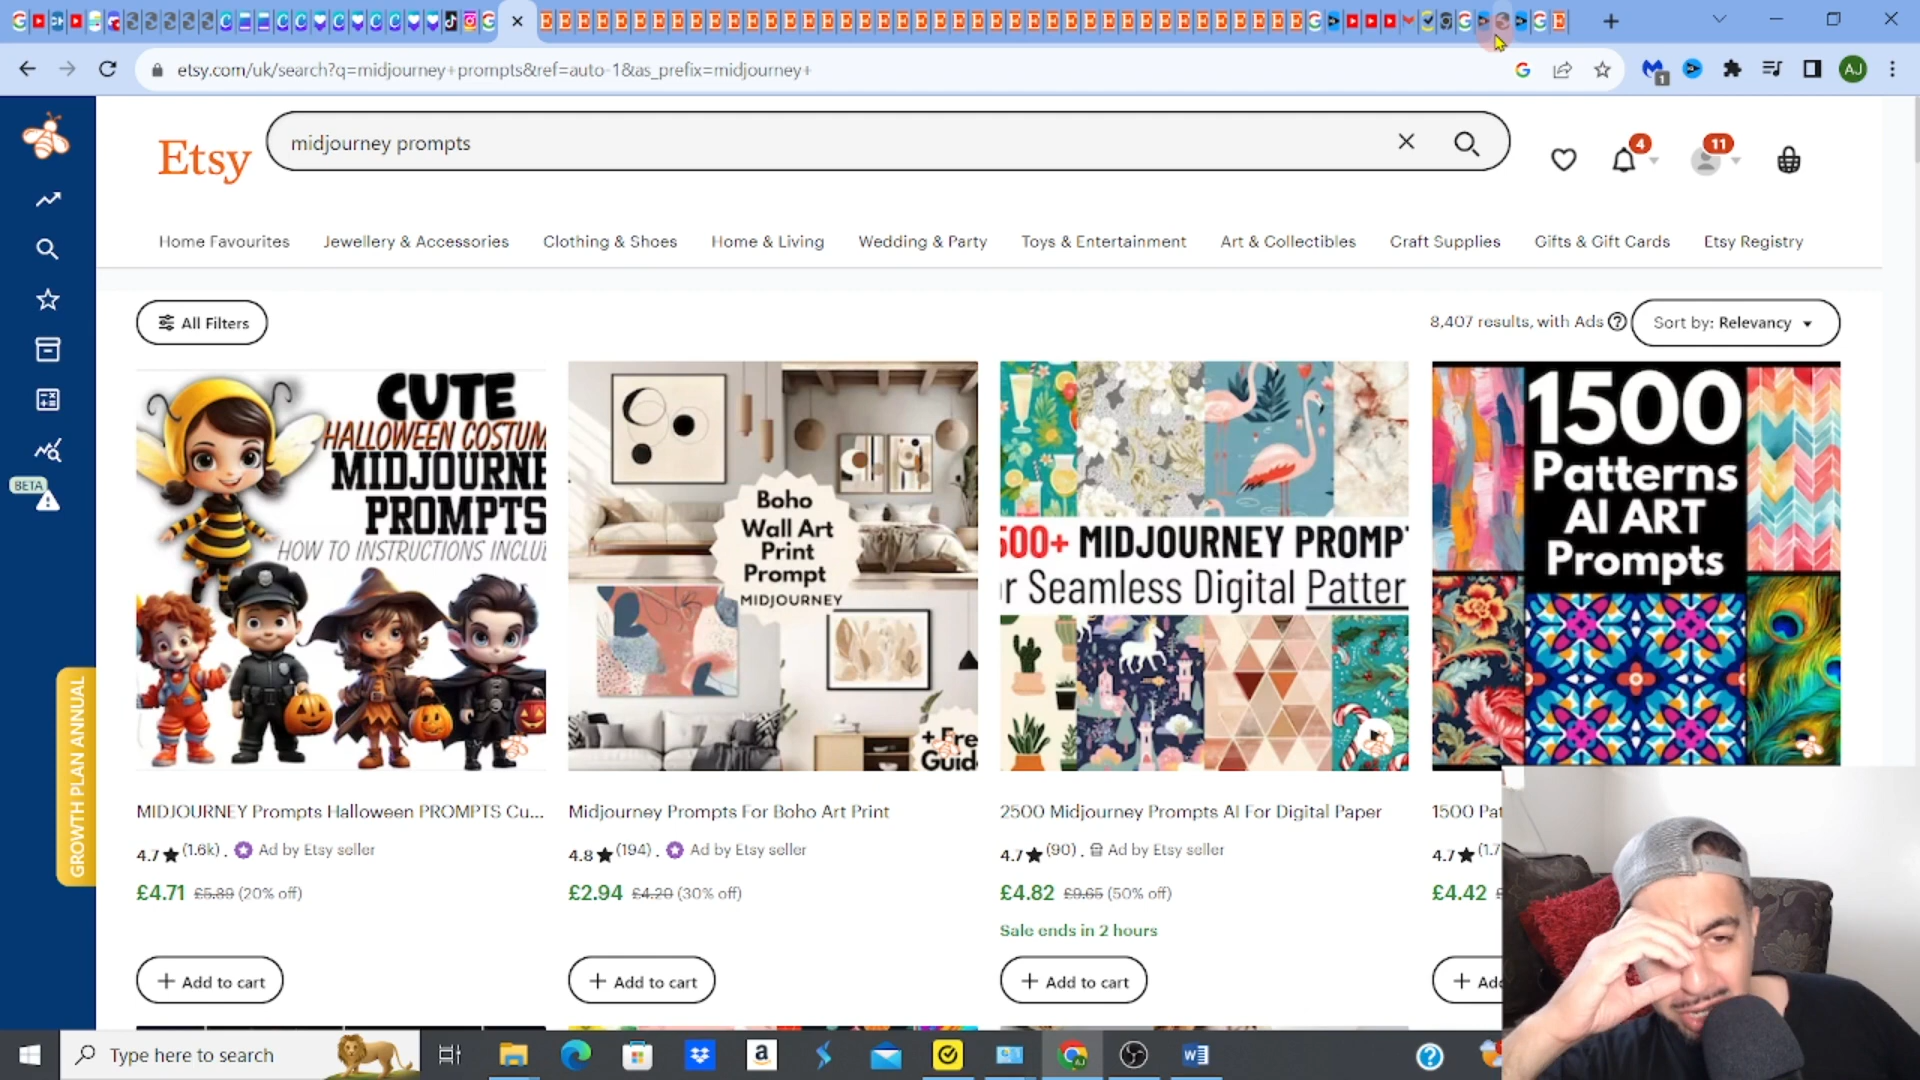 etsy.com/uk/search?q=midjourney+prompts&ref=auto-1&as_prefix=midjourney+
1
AJ
Etsy
midjourney prompts
4
11
Home Favourites
Jewellery & Accessories
Clothing & Shoes
Home & Living
Wedding & Party
Toys & Entertainment
Art & Collectibles
Craft Supplies
Gifts & Gift Cards
Etsy Registry
All Filters
8,407 results, with Ads
Sort by: Relevancy
BETA
GROWTH PLAN ANNUAL
CUTE
HALLOWEEN COSTUM
MIDJOURNE
PROMPTS
HOW TO INSTRUCTIONS INCLU
Boho
Wall Art
Print
Prompt
MIDJOURNEY
+ Free
Guid
500+ MIDJOURNEY PROMP
r Seamless Digital Patter
1500
Patterns
AI ART
Prompts
MIDJOURNEY Prompts Halloween PROMPTS Cu...
4.7 (1.6k) . Ad by Etsy seller
£4.71 £5.89 (20% off)
+ Add to cart
Midjourney Prompts For Boho Art Print
4.8 (194) . Ad by Etsy seller
£2.94 £4.20 (30% off)
+ Add to cart
2500 Midjourney Prompts AI For Digital Paper
4.7 (90) . Ad by Etsy seller
£4.82 £9.65 (50% off)
Sale ends in 2 hours
+ Add to cart
1500 Pat
4.7 (1.7
£4.42
+ Add
Type here to search